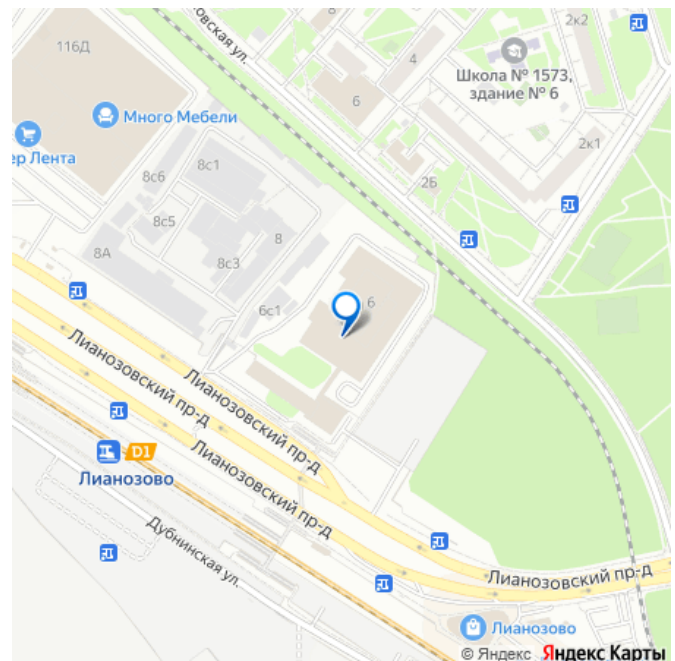 116Д
2к2
4
Школа № 1573,
здание № 6
Много Мебели
6
8с6
8с1
2к1
ер Лента
2Б
8с5
8
8А
8с3
6с1
6
Лианозовский пр-д
Лианозовский пр-д
D1
Лианозово
Лианозовский пр-д
Дубнинская ул.
Лианозовский пр-д
Лианозово
© Яндекс Яндекс Карты